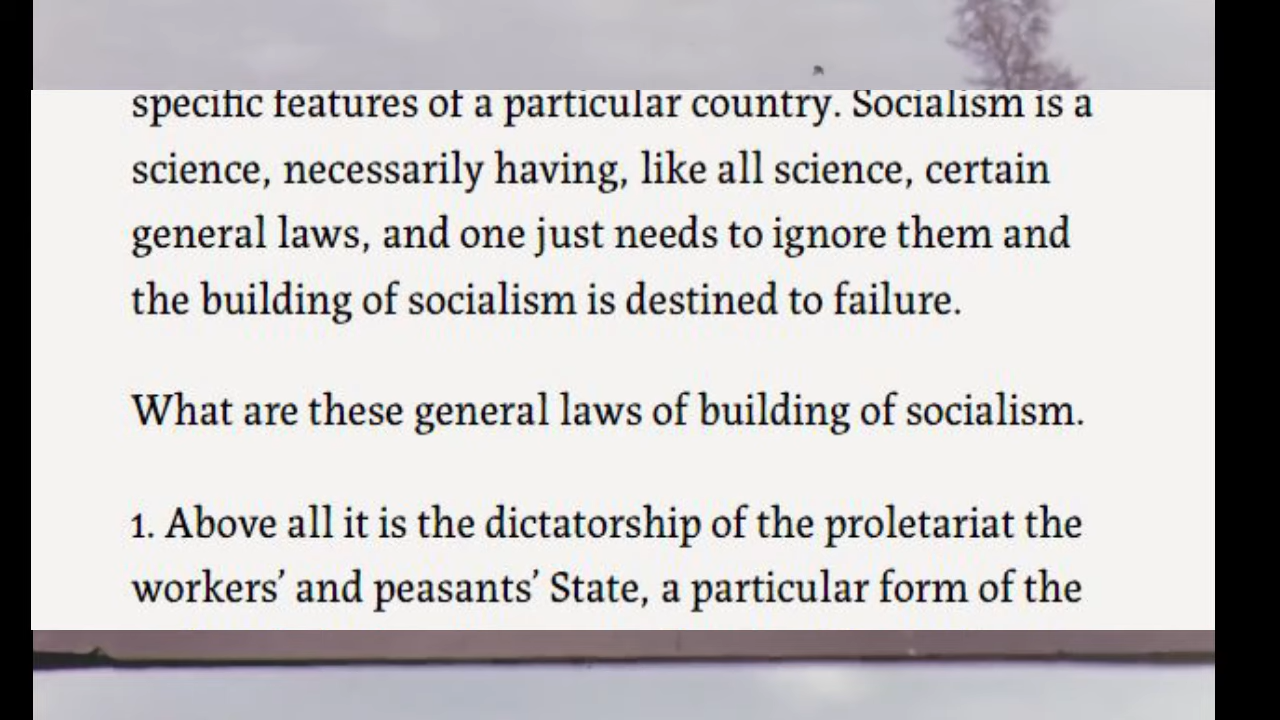 specific features of a particular country. Socialism is a
science, necessarily having, like all science, certain
general laws, and one just needs to ignore them and
the building of socialism is destined to failure.
What are these general laws of building of socialism.
1. Above all it is the dictatorship of the proletariat the
workers’ and peasants’ State, a particular form of the